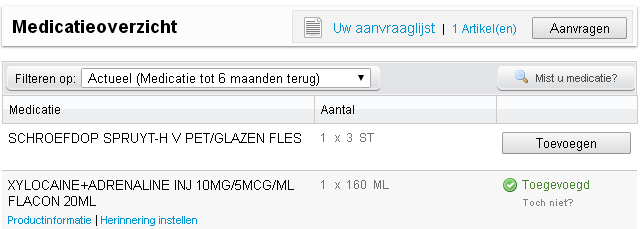 Medicatieoverzicht
Uw aanvraaglijst | 1 Artikel(en) Aanvragen
Filteren op: Actueel (Medicatie tot 6 maanden terug) Mist u medicatie?
Medicatie Aantal
SCHROEFDOP SPRUYT-H V PET/GLAZEN FLES 1 x 3 ST Toevoegen
XYLOCAINE+ADRENALINE INJ 10MG/5MCG/ML 1 x 160 ML Toegevoegd
FLACON 20ML Toch niet?
Productinformatie | Herinnering instellen